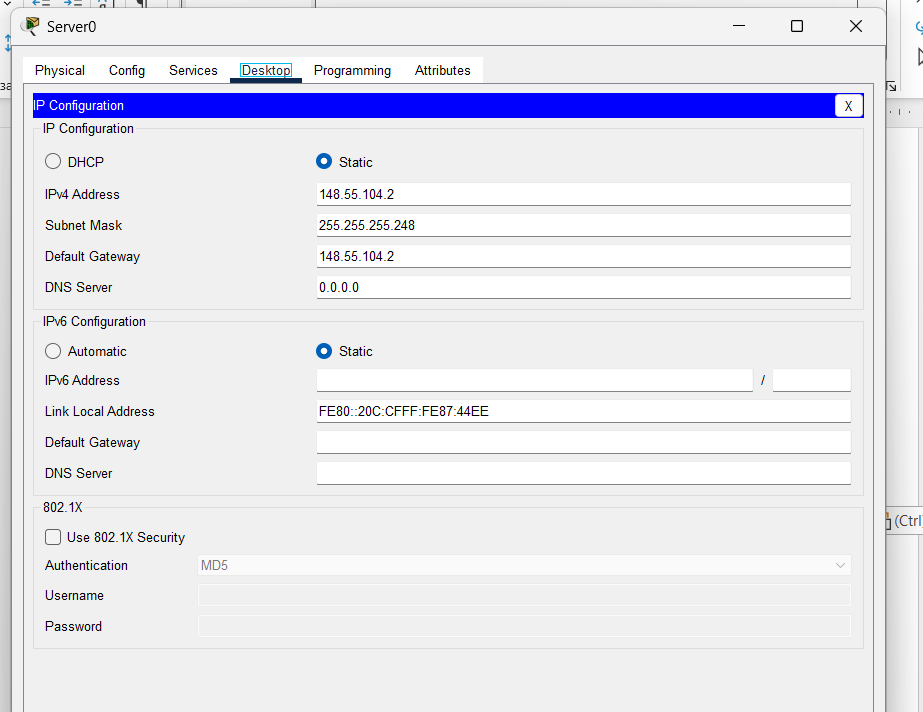 Server0
Physical Config Services Desktop Programming Attributes
IP Configuration X
IP Configuration
DHCP Static
IPv4 Address 148.55.104.2
Subnet Mask 255.255.255.248
Default Gateway 148.55.104.2
DNS Server 0.0.0.0
IPv6 Configuration
Automatic Static
IPv6 Address /
Link Local Address FE80::20C:CFFF:FE87:44EE
Default Gateway
DNS Server
802.1X
Use 802.1X Security
Authentication MD5
Username
Password
за
(Ctrl